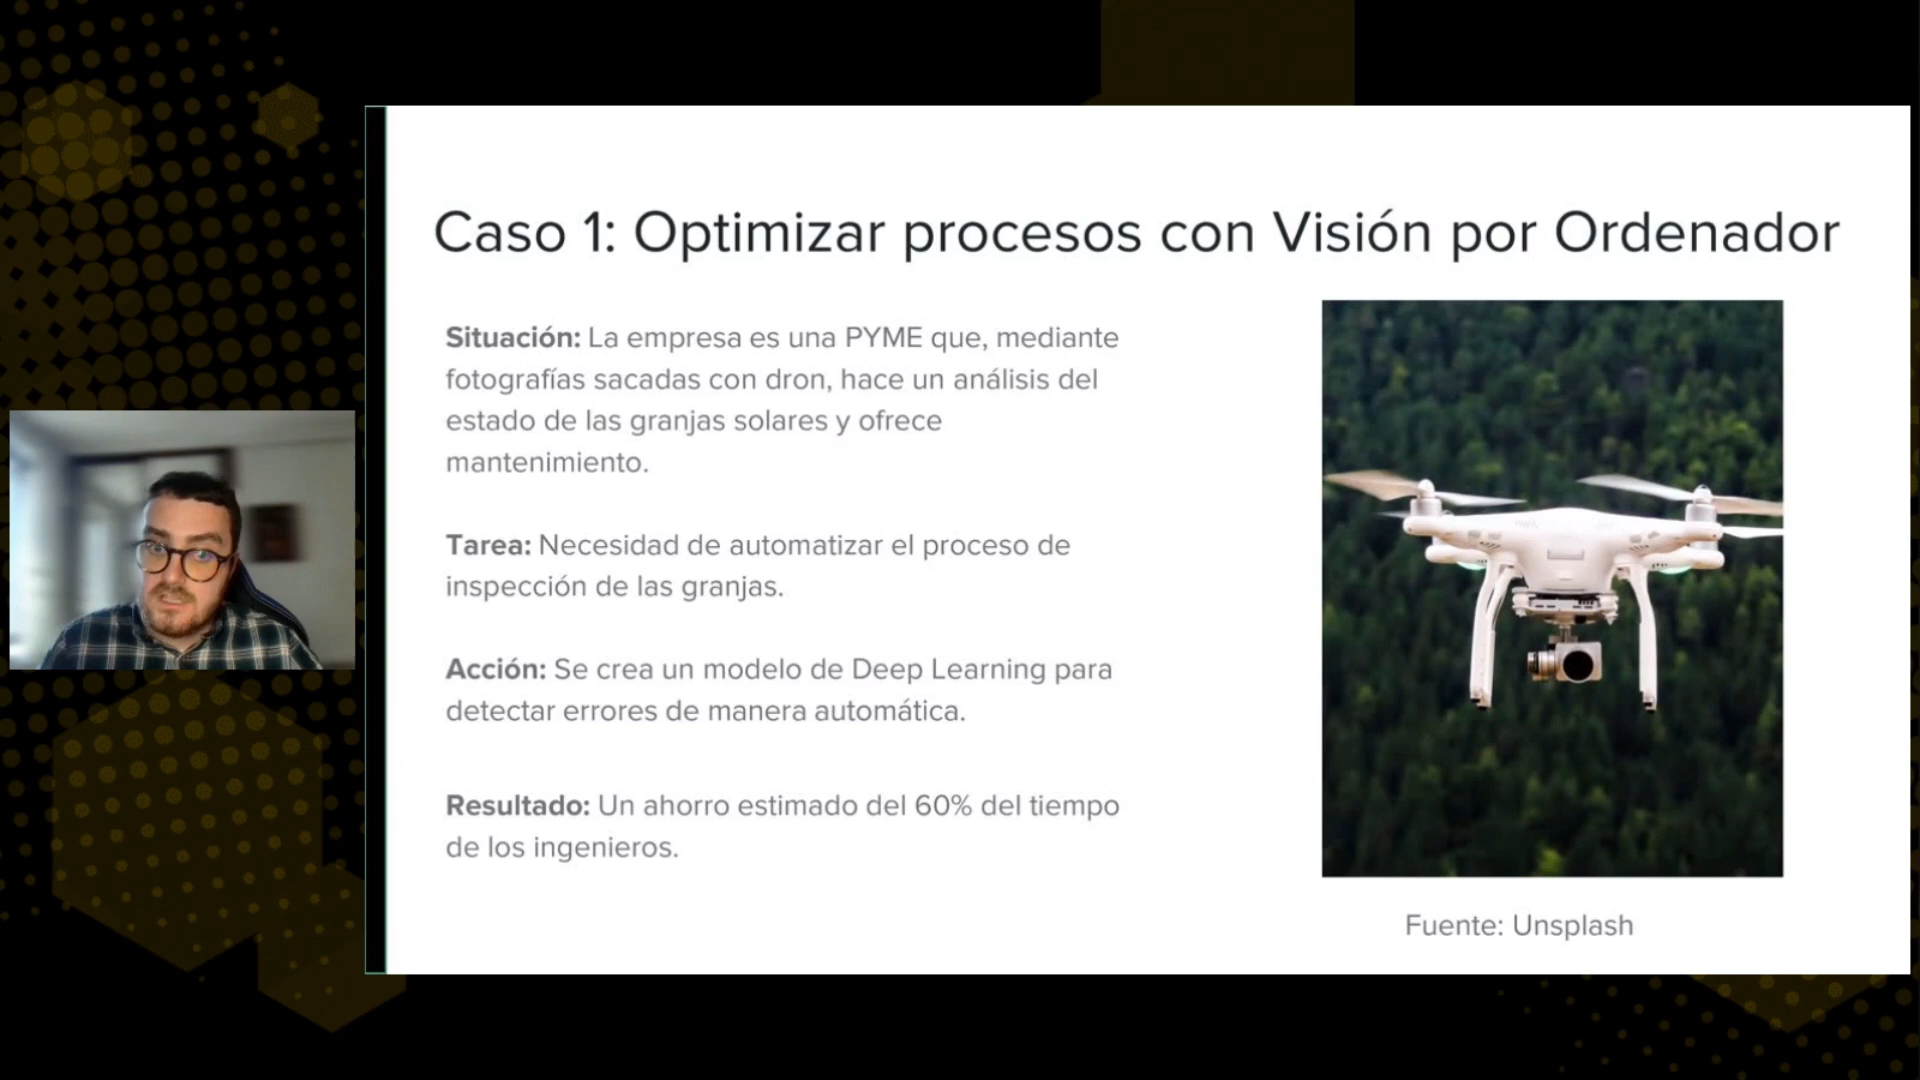 Caso 1: Optimizar procesos con Visión por Ordenador
Situación: La empresa es una PYME que, mediante
fotografías sacadas con dron, hace un análisis del
estado de las granjas solares y ofrece
mantenimiento.
Tarea: Necesidad de automatizar el proceso de
inspección de las granjas.
Acción: Se crea un modelo de Deep Learning para
detectar errores de manera automática.
Resultado: Un ahorro estimado del 60% del tiempo
de los ingenieros.
Fuente: Unsplash